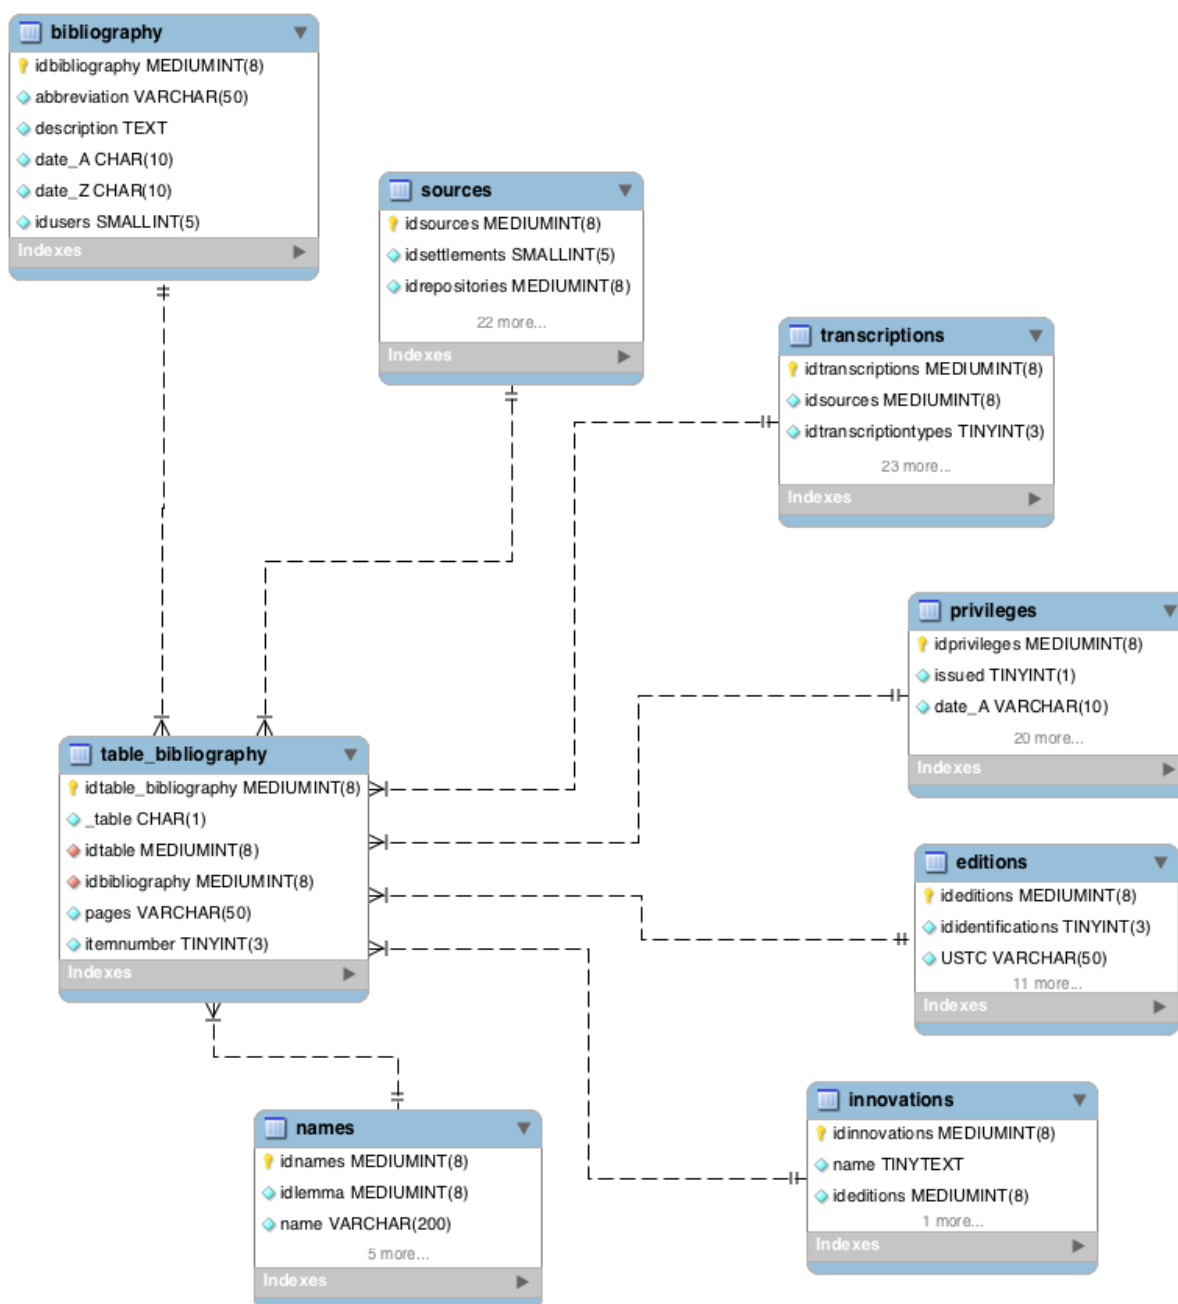 bibliography
idbibliography MEDIUMINT(8)
abbreviation VARCHAR(50)
description TEXT
date_A CHAR(10)
date_Z CHAR(10)
idusers SMALLINT(5)
Indexes
sources
idsources MEDIUMINT(8)
idsettlements SMALLINT(5)
idrepositories MEDIUMINT(8)
22 more...
Indexes
transcriptions
idtranscriptions MEDIUMINT(8)
idsources MEDIUMINT(8)
idtranscriptiontypes TINYINT(3)
23 more...
Indexes
privileges
idprivileges MEDIUMINT(8)
issued TINYINT(1)
date_A VARCHAR(10)
20 more...
Indexes
table_bibliography
idtable_bibliography MEDIUMINT(8)
_table CHAR(1)
idtable MEDIUMINT(8)
idbibliography MEDIUMINT(8)
pages VARCHAR(50)
itemnumber TINYINT(3)
Indexes
editions
ideditions MEDIUMINT(8)
ididentifications TINYINT(3)
USTC VARCHAR(50)
11 more...
Indexes
names
idnames MEDIUMINT(8)
idlemma MEDIUMINT(8)
name VARCHAR(200)
5 more...
Indexes
innovations
idinnovations MEDIUMINT(8)
name TINYTEXT
ideditions MEDIUMINT(8)
1 more...
Indexes